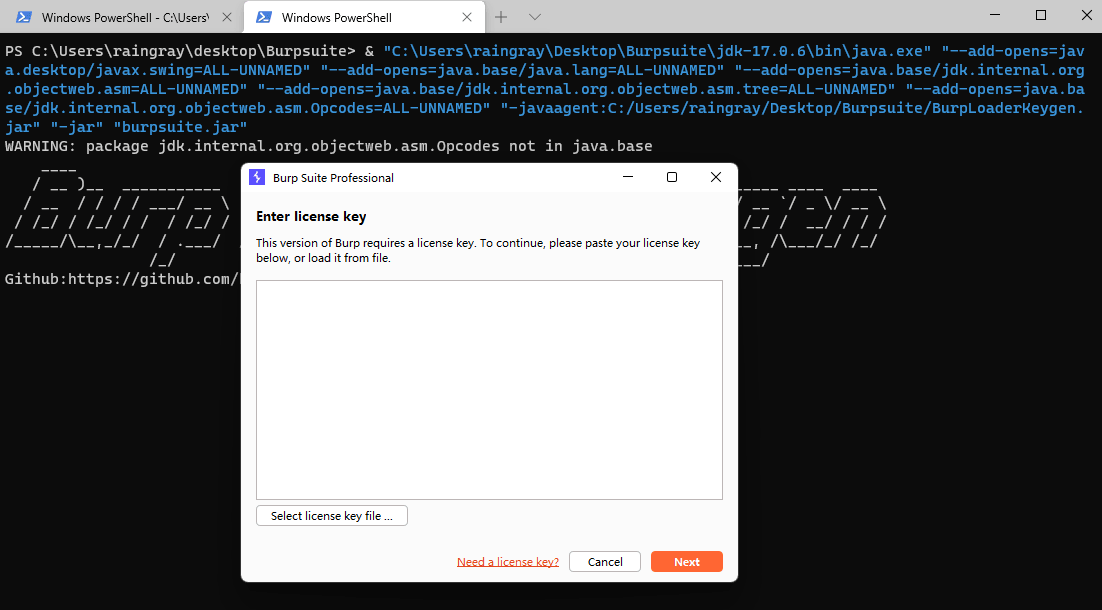 Windows PowerShell - C:\Users\
Windows PowerShell
PS C:\Users\raingray\desktop\Burpsuite> & "C:\Users\raingray\Desktop\Burpsuite\jdk-17.0.6\bin\java.exe" "--add-opens=jav
a.desktop/javax.swing=ALL-UNNAMED" "--add-opens=java.base/java.lang=ALL-UNNAMED" "--add-opens=java.base/jdk.internal.org
.objectweb.asm=ALL-UNNAMED" "--add-opens=java.base/jdk.internal.org.objectweb.asm.tree=ALL-UNNAMED" "--add-opens=java.ba
se/jdk.internal.org.objectweb.asm.Opcodes=ALL-UNNAMED" "-javaagent:C:/Users/raingray/Desktop/Burpsuite/BurpLoaderKeygen.
jar" "-jar" "burpsuite.jar"
WARNING: package jdk.internal.org.objectweb.asm.Opcodes not in java.base
Github:https://github.com/
Burp Suite Professional
Enter license key
This version of Burp requires a license key. To continue, please paste your license key
below, or load it from file.
Select license key file ...
Need a license key?
Cancel
Next